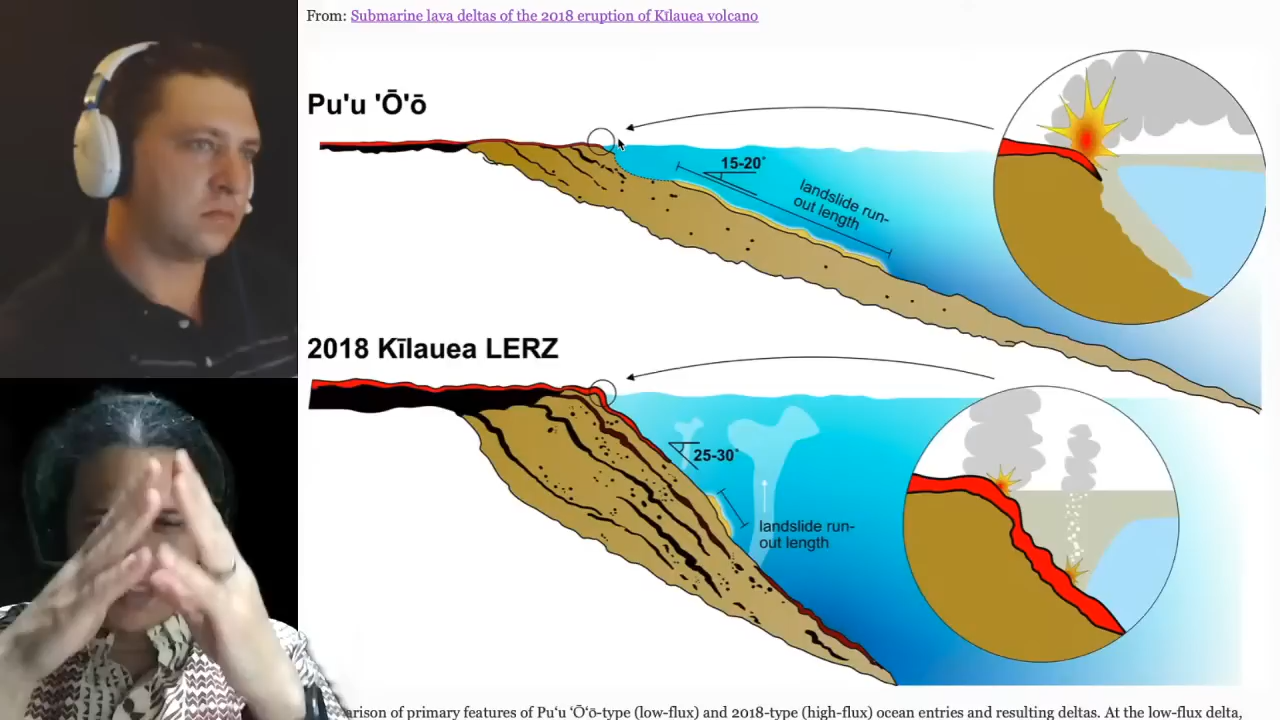 From: Submarine lava deltas of the 2018 eruption of Kīlauea volcano
Pu'u 'Ō'ō
15-20°
landslide run-
out length
2018 Kīlauea LERZ
25-30°
landslide run-
out length
arison of primary features of Puʻu ʻŌʻō-type (low-flux) and 2018-type (high-flux) ocean entries and resulting deltas. At the low-flux delta,